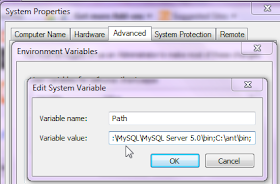 System Properties
Computer Name Hardware Advanced System Protection Remote
Environment Variables
Edit System Variable
Variable name: Path
Variable value: :\MySQL\MySQL Server 5.0\bin;C:\ant\bin;
OK Cancel